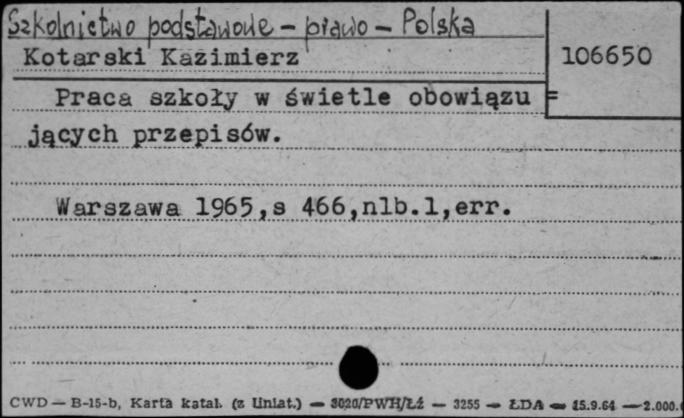 Szkolnictwo podstawowe - prawo - Polska
Kotarski Kazimierz
106650
Praca szkoły w świetle obowiązu =
jących przepisów.
Warszawa 1965,s 466,nlb.1,err.
CWD — B-15-b, Karta katal. (z liniat.) — 3020/PWH/Łź — 3255 — ŁDA — 15.9.64 — 2.000.